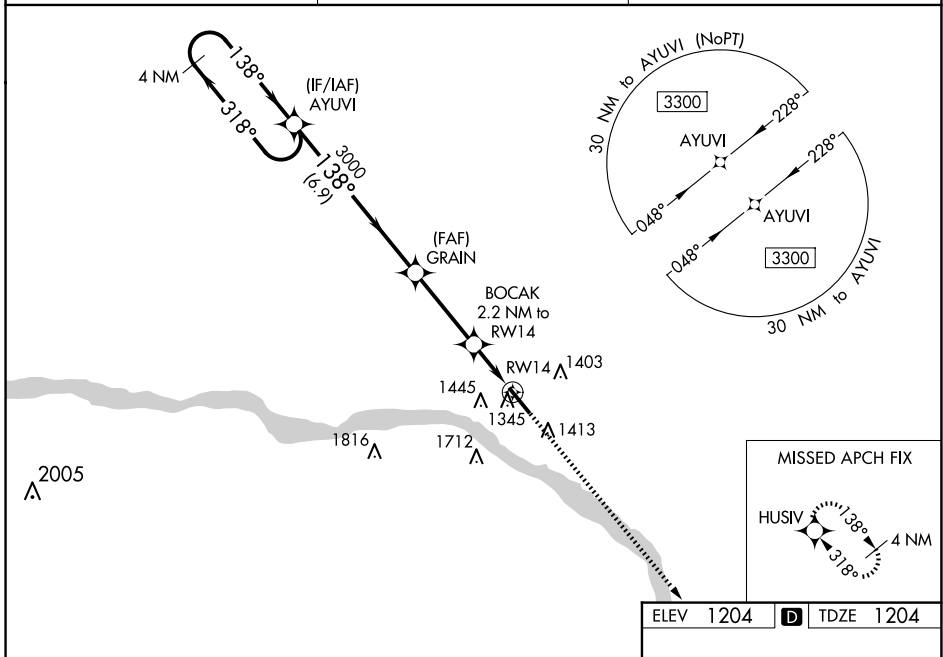 4 NM
138°
318°
(IF/IAF)
AYUVI
3000
138°
(6.9)
(FAF)
GRAIN
BOCAK
2.2 NM to
RW14
RW14
1403
1445
1345
1413
1816
1712
2005
30 NM to AYUVI (NoPT)
3300
228°
AYUVI
048°
228°
AYUVI
048°
3300
30 NM to AYUVI
MISSED APCH FIX
HUSIV
138°
4 NM
318°
ELEV 1204 D TDZE 1204